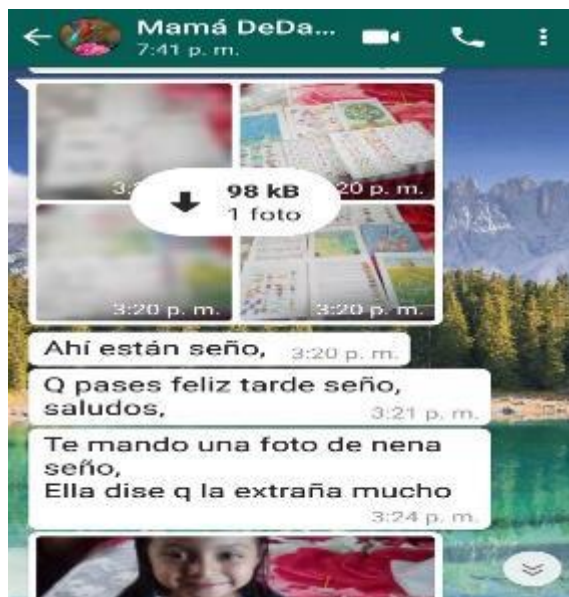 Mamá DeDa...
7:41 p. m.
20 p. m.
98 kB
1 foto
3:20 p. m.
3:20 p. m.
Ahí están seño,
3:20 p. m.
Q pases feliz tarde seño,
saludos,
3:21 p. m.
Te mando una foto de nena
seño,
Ella dise q la extraña mucho
3:24 p. m.